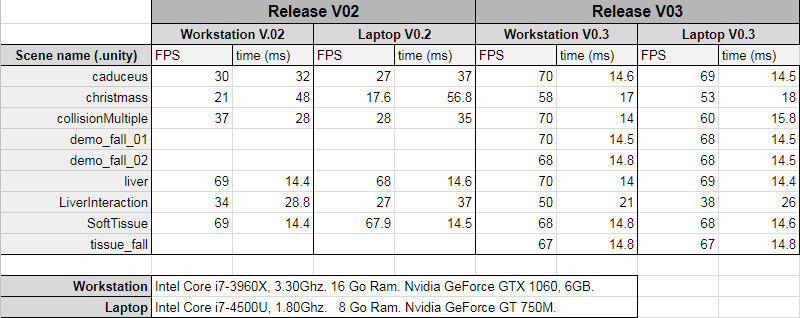 Release V02 Release V03
Workstation V.02 Laptop V0.2 Workstation V0.3 Laptop V0.3
Scene name (.unity) FPS time (ms) FPS time (ms) FPS time (ms) FPS time (ms)
caduceus 30 32 27 37 70 14.6 69 14.5
christmass 21 48 17.6 56.8 58 17 53 18
collisionMultiple 37 28 28 35 70 14 60 15.8
demo_fall_01 70 14.5 68 14.5
demo_fall_02 68 14.8 68 14.5
liver 69 14.4 68 14.6 70 14 69 14.4
LiverInteraction 34 28.8 27 37 50 21 38 26
SoftTissue 69 14.4 67.9 14.5 68 14.8 68 14.6
tissue_fall 67 14.8 67 14.8
Workstation Intel Core i7-3960X, 3.30Ghz. 16 Go Ram. Nvidia GeForce GTX 1060, 6GB.
Laptop Intel Core i7-4500U, 1.80Ghz. 8 Go Ram. Nvidia GeForce GT 750M.